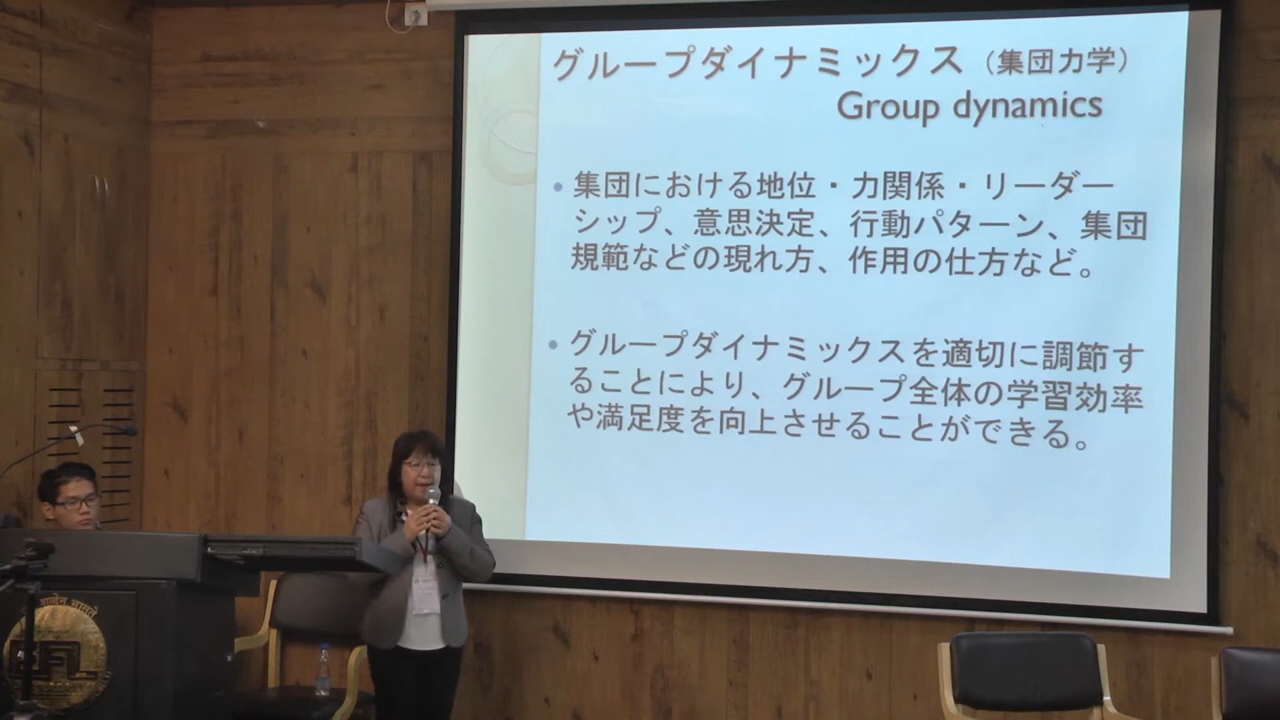 グループダイナミックス（集団力学）
Group dynamics
• 集団における地位・力関係・リーダー
シップ、意思決定、行動パターン、集団
規範などの現れ方、作用の仕方など。
• グループダイナミックスを適切に調節す
ることにより、グループ全体の学習効率
や満足度を向上させることができる。